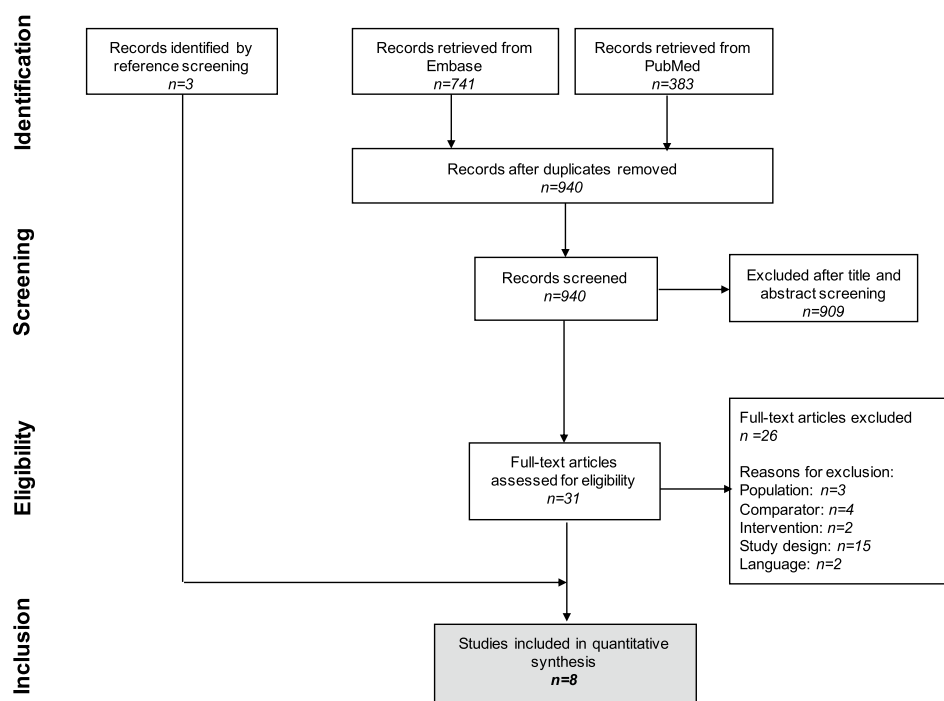 Identification
Records identified by
reference screening
n=3
Records retrieved from
Embase
n=741
Records retrieved from
PubMed
n=383
Records after duplicates removed
n=940
Screening
Records screened
n=940
Excluded after title and
abstract screening
n=909
Eligibility
Full-text articles
assessed for eligibility
n=31
Full-text articles excluded
n =26
Reasons for exclusion:
Population: n=3
Comparator: n=4
Intervention: n=2
Study design: n=15
Language: n=2
Inclusion
Studies included in quantitative
synthesis
n=8